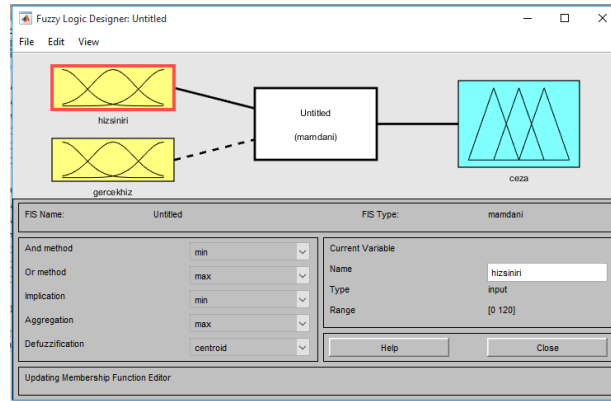 Fuzzy Logic Designer: Untitled
File Edit View
hizsiniri
gercekhiz
Untitled
(mamdani)
ceza
FIS Name: Untitled FIS Type: mamdani
And method min
Or method max
Implication min
Aggregation max
Defuzzification centroid
Current Variable
Name hizsiniri
Type input
Range [0 120]
Help Close
Updating Membership Function Editor